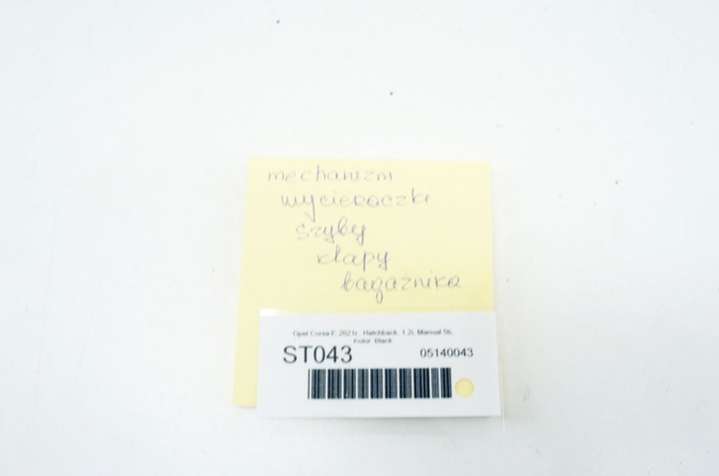 mechanizm
wycieraczki
szyby
klapy
bagażnika
Opel Corsa F, 2021r., Hatchback, 1.2i, Manual 5b,
Kolor: Black
ST043
05140043